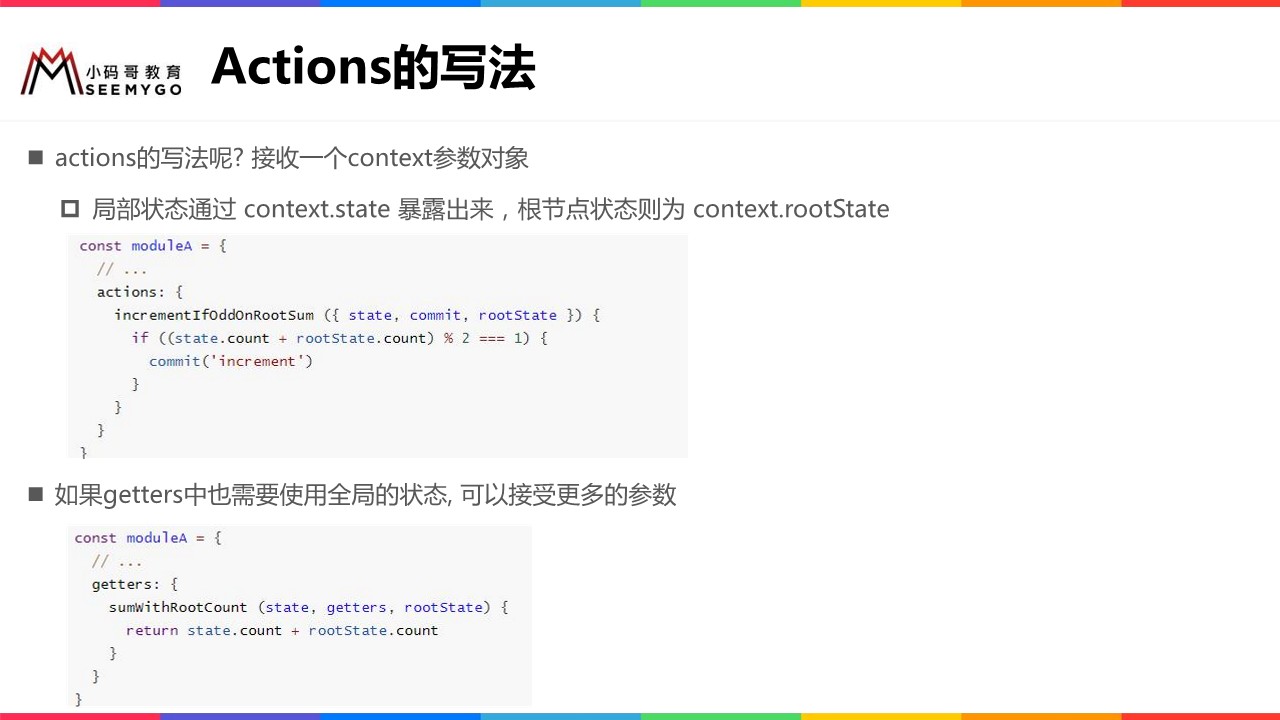 小码哥教育
SEEMYGO
Actions的写法
actions的写法呢? 接收一个context参数对象
局部状态通过 context.state 暴露出来，根节点状态则为 context.rootState
const moduleA = {
  // ...
  actions: {
    incrementIfOddOnRootSum ({ state, commit, rootState }) {
      if ((state.count + rootState.count) % 2 === 1) {
        commit('increment')
      }
    }
  }
}
如果getters中也需要使用全局的状态, 可以接受更多的参数
const moduleA = {
  // ...
  getters: {
    sumWithRootCount (state, getters, rootState) {
      return state.count + rootState.count
    }
  }
}